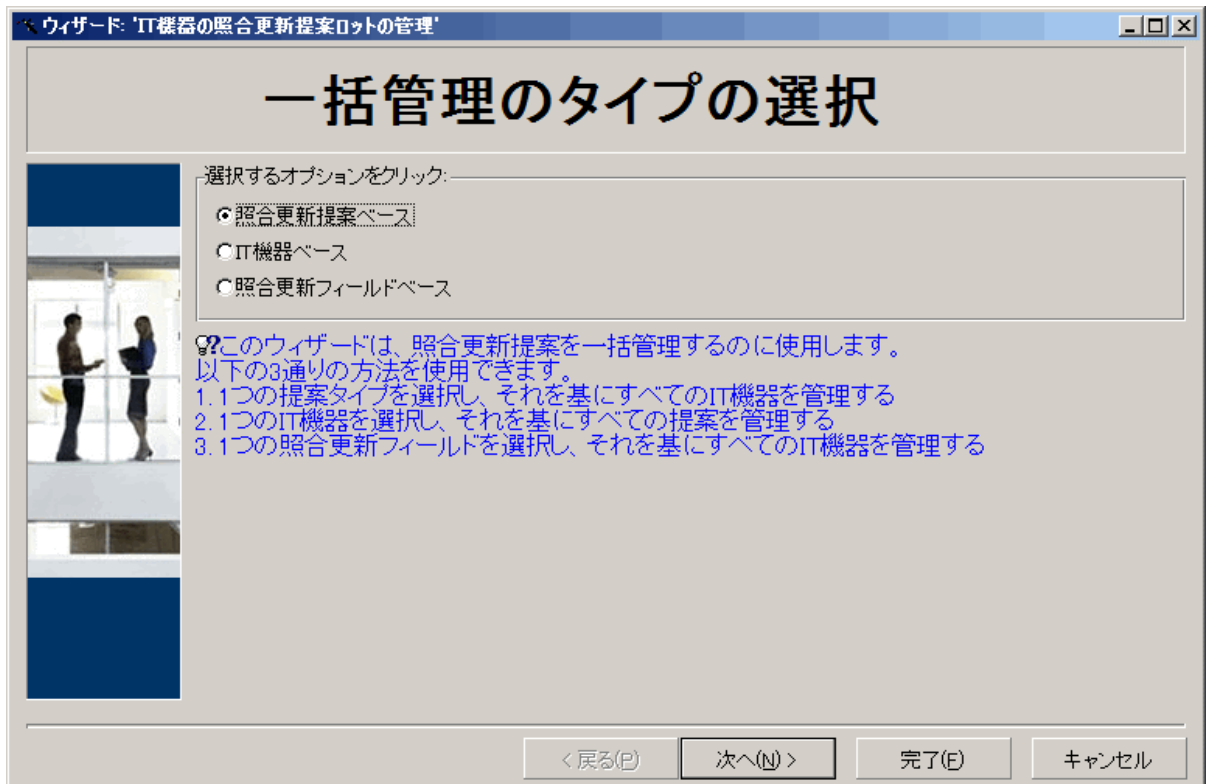 ウィザード: 'IT機器の照合更新提案ロットの管理'
一括管理のタイプの選択
選択するオプションをクリック:
照合更新提案ベース
IT機器ベース
照合更新フィールドベース
このウィザードは、照合更新提案を一括管理するのに使用します。
以下の3通りの方法を使用できます。
1.1つの提案タイプを選択し、それを基にすべてのIT機器を管理する
2.1つのIT機器を選択し、それを基にすべての提案を管理する
3.1つの照合更新フィールドを選択し、それを基にすべてのIT機器を管理する
< 戻る(P) 次へ(N) > 完了(F) キャンセル